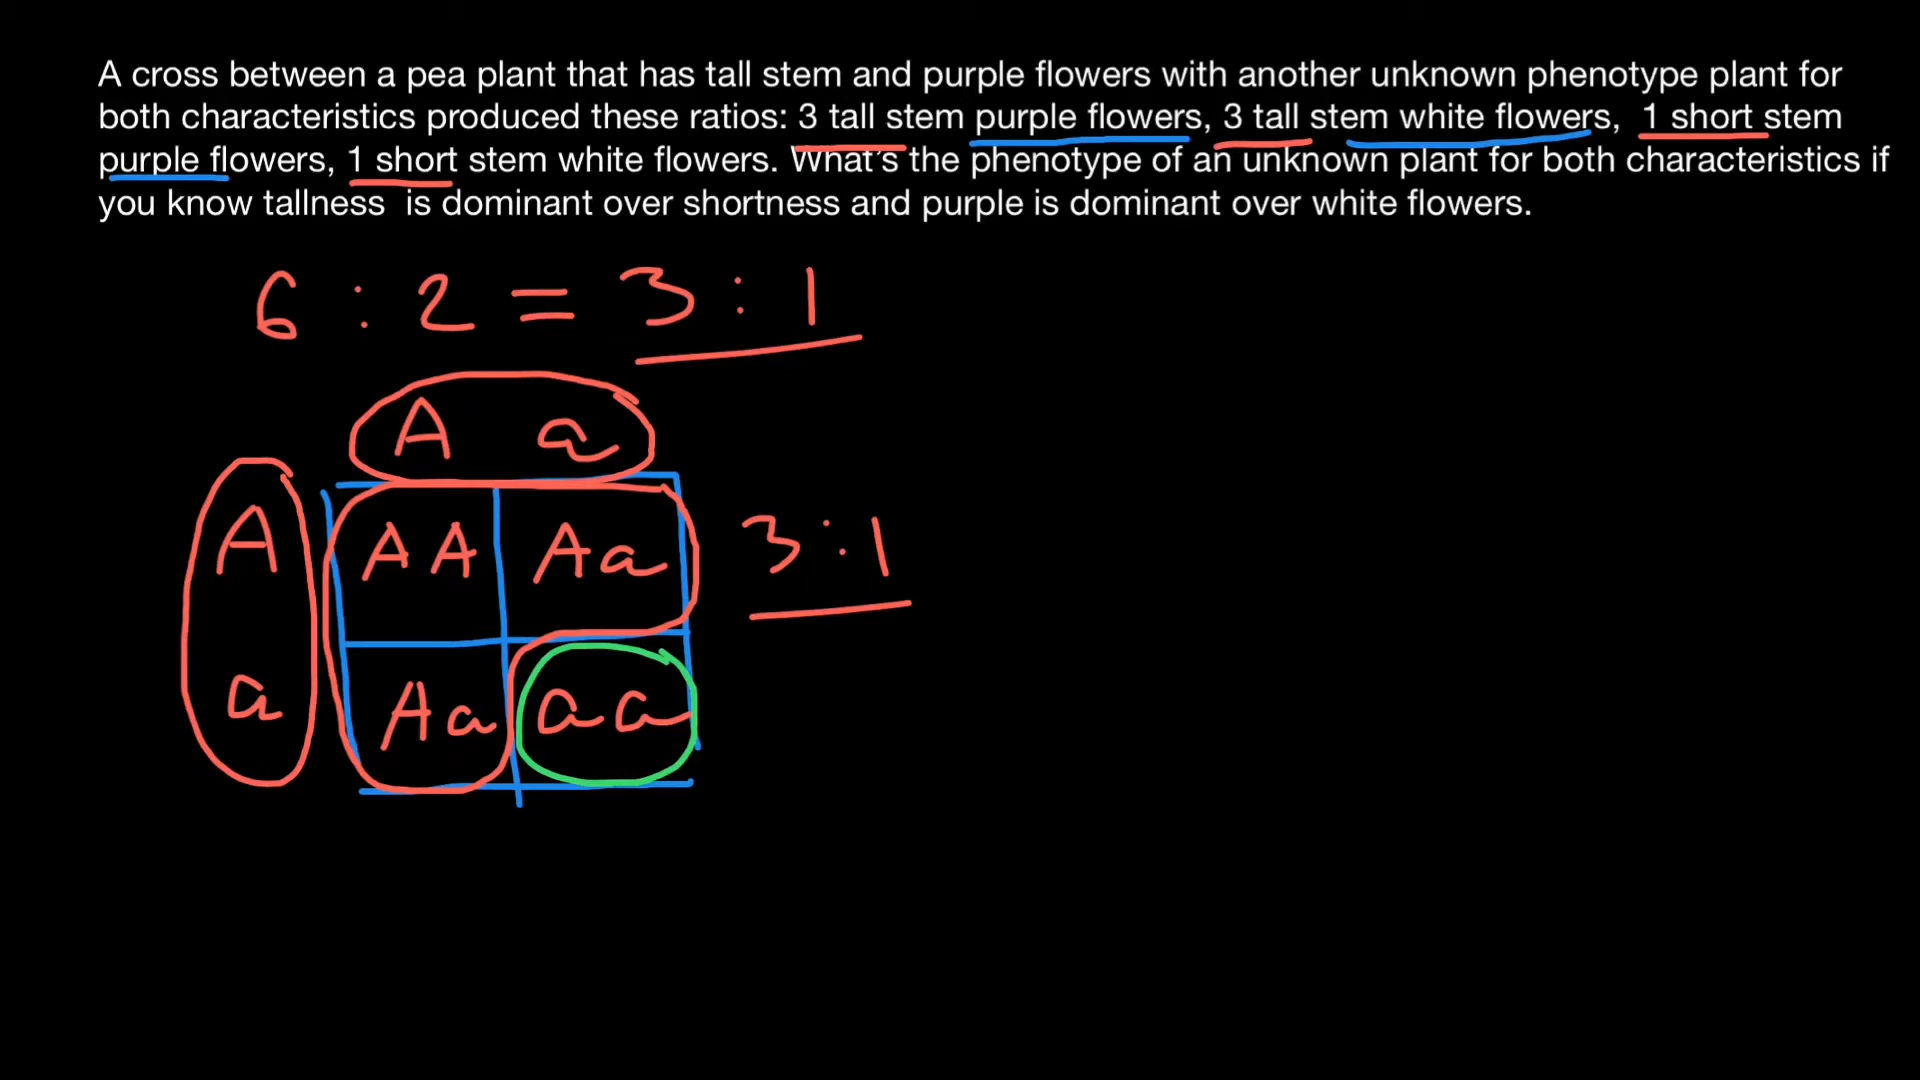 A cross between a pea plant that has tall stem and purple flowers with another unknown phenotype plant for
both characteristics produced these ratios: 3 tall stem purple flowers, 3 tall stem white flowers, 1 short stem
purple flowers, 1 short stem white flowers. What's the phenotype of an unknown plant for both characteristics if
you know tallness is dominant over shortness and purple is dominant over white flowers.
6 : 2 = 3 : 1
A a
A AA Aa 3 : 1
a Aa aa